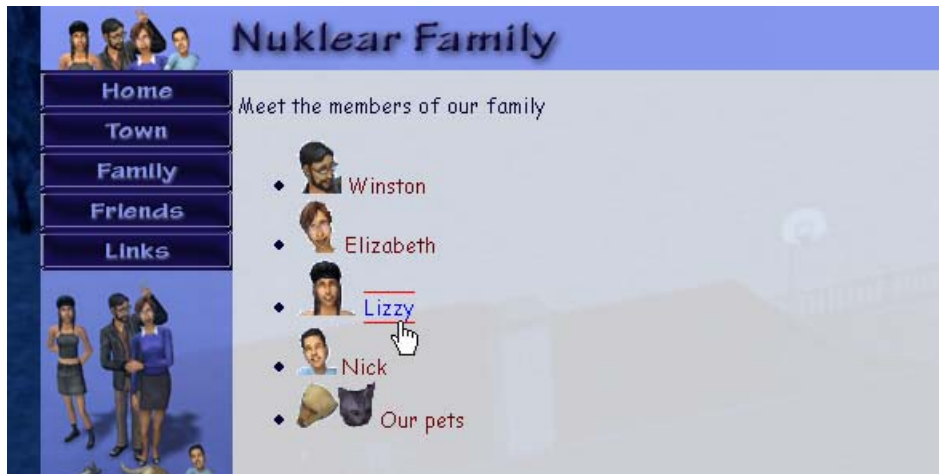 Nuklear Family
Home
Town
Family
Friends
Links
Meet the members of our family
Winston
Elizabeth
Lizzy
Nick
Our pets